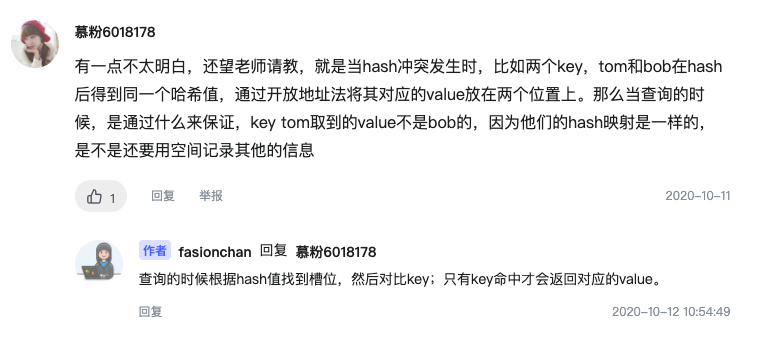 慕粉6018178
有一点不太明白，还望老师请教，就是当hash冲突发生时，比如两个key，tom和bob在hash
后得到同一个哈希值，通过开放地址法将其对应的value放在两个位置上。那么当查询的时
候，是通过什么来保证，key tom取到的value不是bob的，因为他们的hash映射是一样的，
是不是还要用空间记录其他的信息
1 回复 举报 2020-10-11
作者 fasionchan 回复 慕粉6018178
查询的时候根据hash值找到槽位，然后对比key；只有key命中才会返回对应的value。
回复 2020-10-12 10:54:49